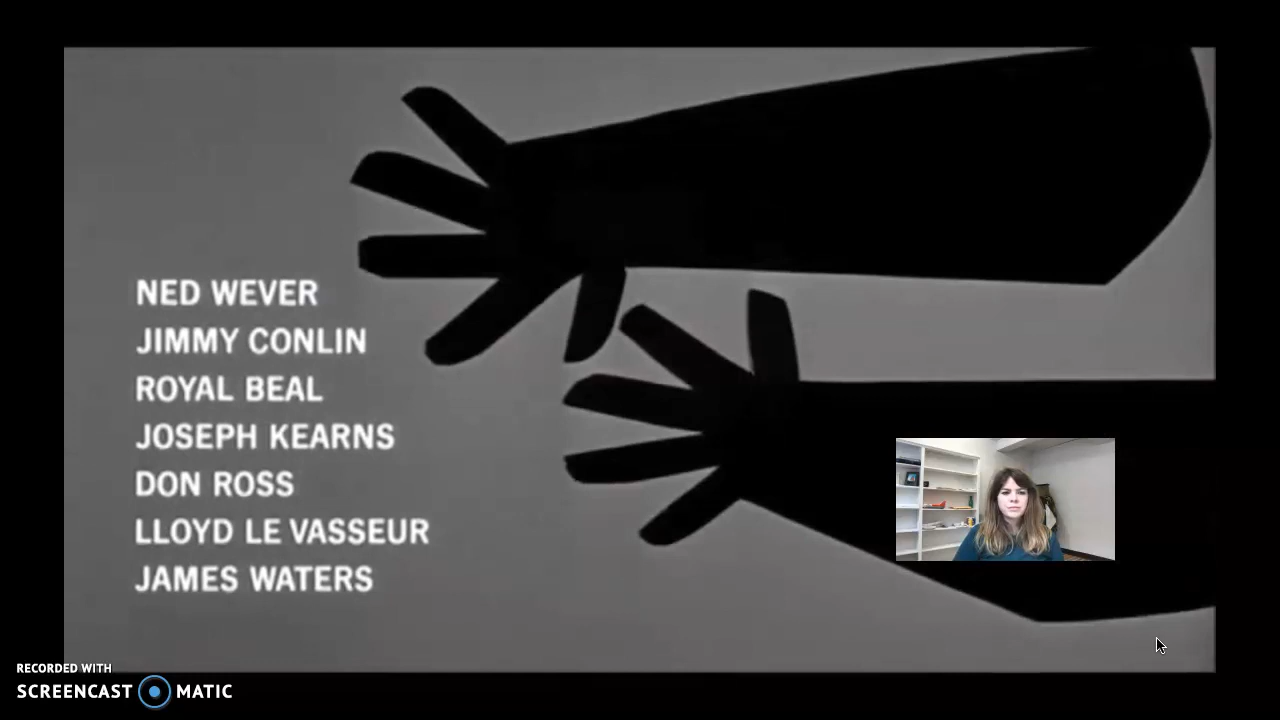 NED WEVER
JIMMY CONLIN
ROYAL BEAL
JOSEPH KEARNS
DON ROSS
LLOYD LE VASSEUR
JAMES WATERS
RECORDED WITH
SCREENCAST MATIC